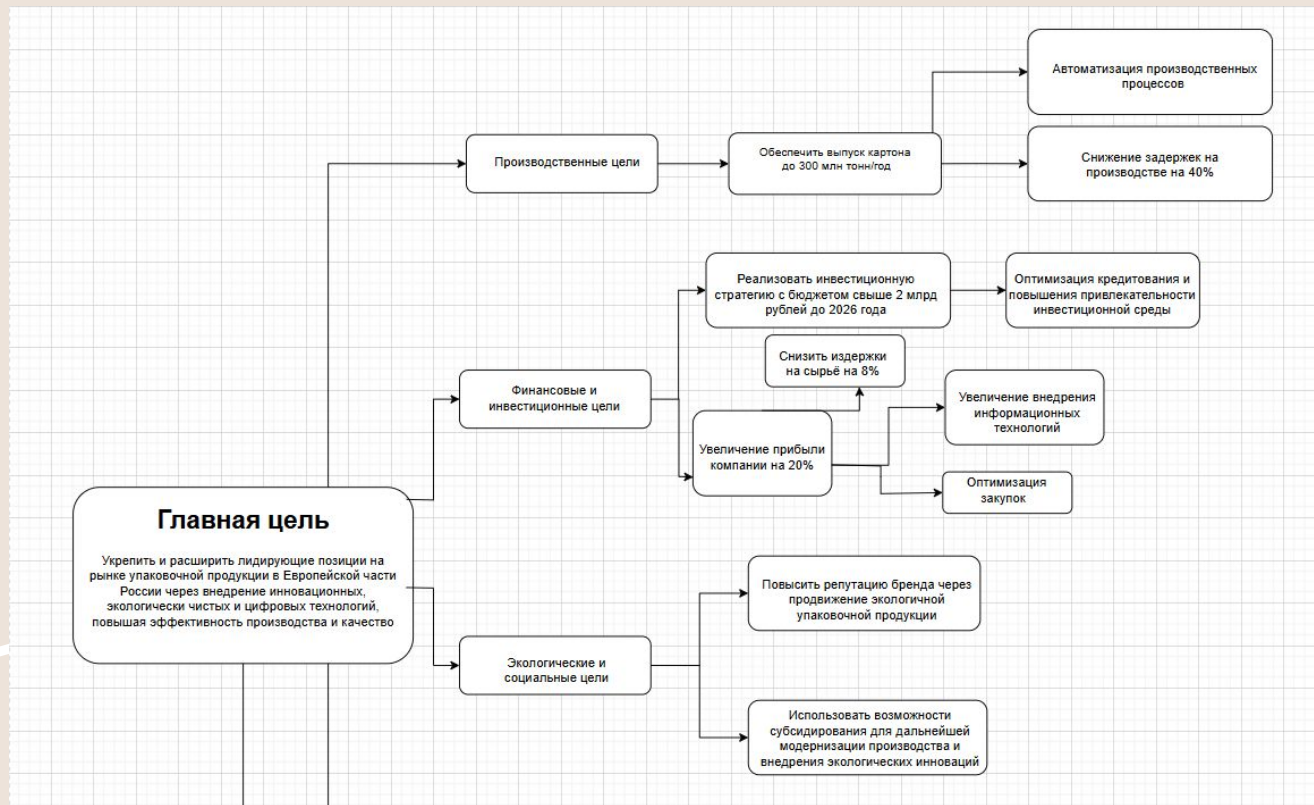 Автоматизация производственных
процессов
Производственные цели
Обеспечить выпуск картона
до 300 млн тонн/год
Снижение задержек на
производстве на 40%
Реализовать инвестиционную
стратегию с бюджетом свыше 2 млрд
рублей до 2026 года
Оптимизация кредитования и
повышения привлекательности
инвестиционной среды
Снизить издержки
на сырьё на 8%
Финансовые и
инвестиционные цели
Увеличение внедрения
информационных
технологий
Увеличение прибыли
компании на 20%
Оптимизация
закупок
Главная цель
Укрепить и расширить лидирующие позиции на
рынке упаковочной продукции в Европейской части
России через внедрение инновационных,
экологически чистых и цифровых технологий,
повышая эффективность производства и качество
Повысить репутацию бренда через
продвижение экологичной
упаковочной продукции
Экологические и
социальные цели
Использовать возможности
субсидирования для дальнейшей
модернизации производства и
внедрения экологических инноваций